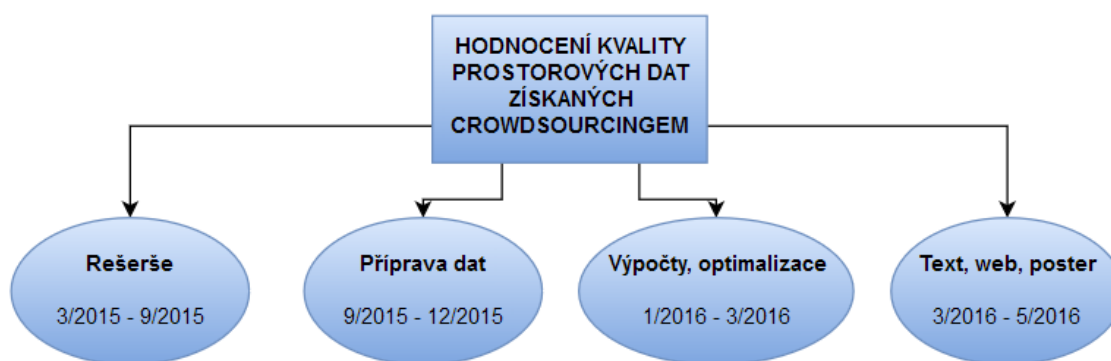 HODNOCENÍ KVALITY
PROSTOROVÝCH DAT
ZÍSKANÝCH
CROWDSOURCINGEM
Rešerše
3/2015 - 9/2015
Příprava dat
9/2015 - 12/2015
Výpočty, optimalizace
1/2016 - 3/2016
Text, web, poster
3/2016 - 5/2016